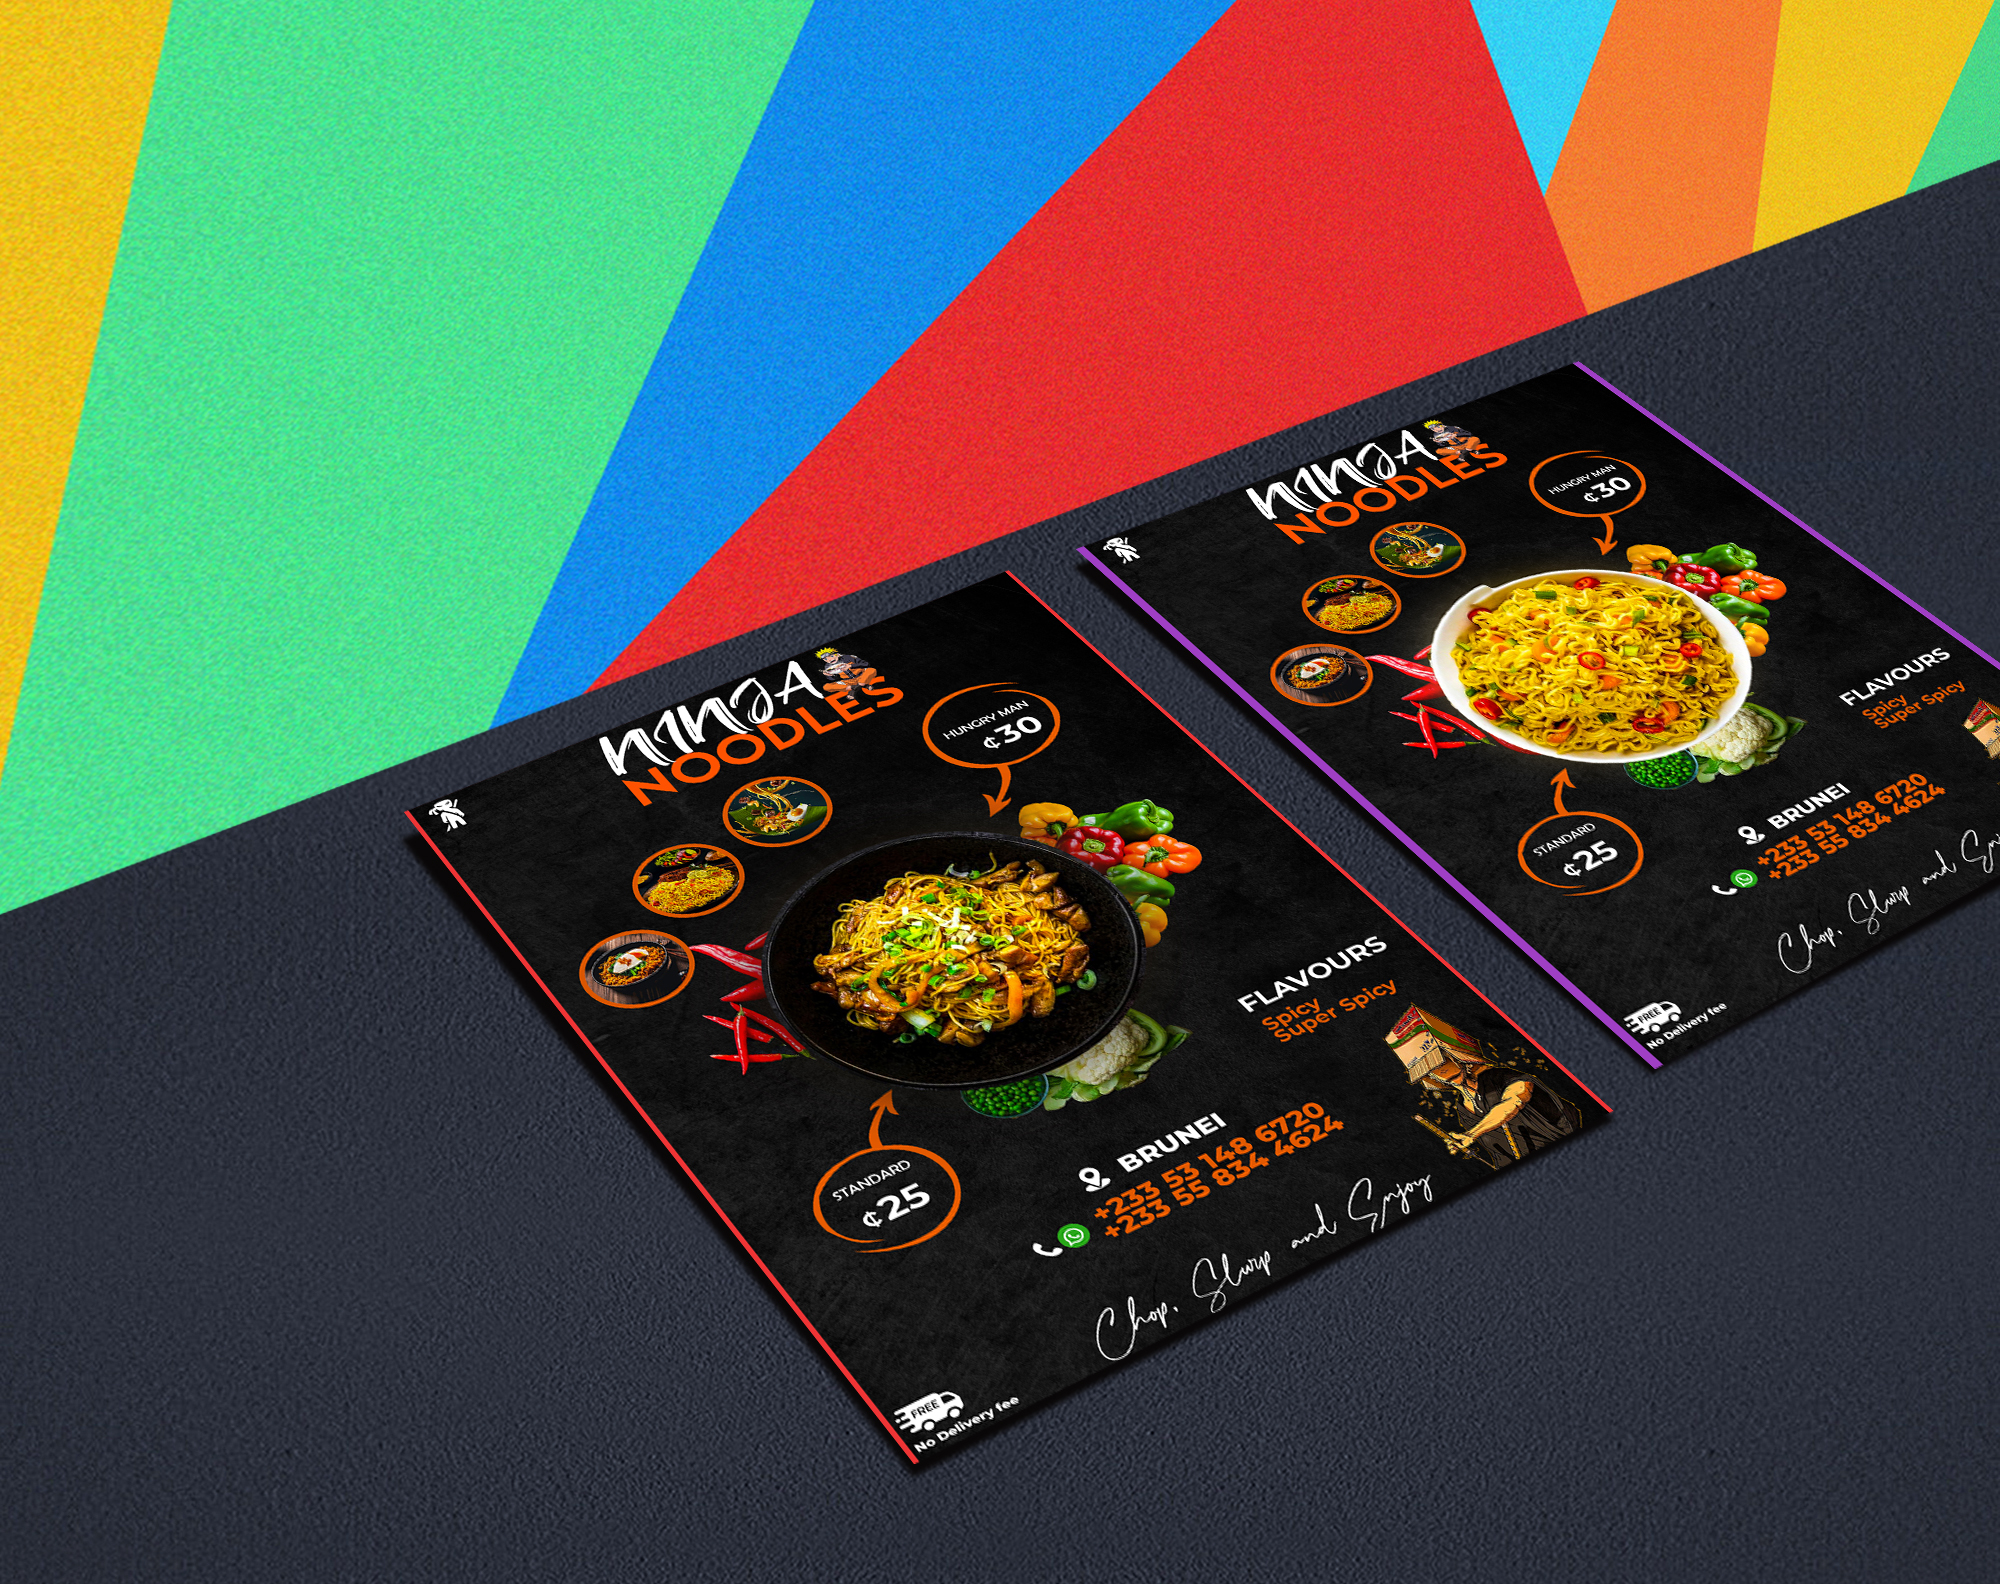 NINJA
NOODLES
HUNGRY MAN
₵30
FLAVOURS
Spicy
Super Spicy
STANDARD
₵25
BRUNEI
+233 53 148 6720
+233 55 834 4624
Chop, Slurp and Enjoy
FREE
No Delivery fee
NINJA
NOODLES
HUNGRY MAN
₵30
FLAVOURS
Spicy
Super Spicy
STANDARD
₵25
BRUNEI
+233 53 148 6720
+233 55 834 4624
Chop, Slurp and
FREE
No Delivery fee